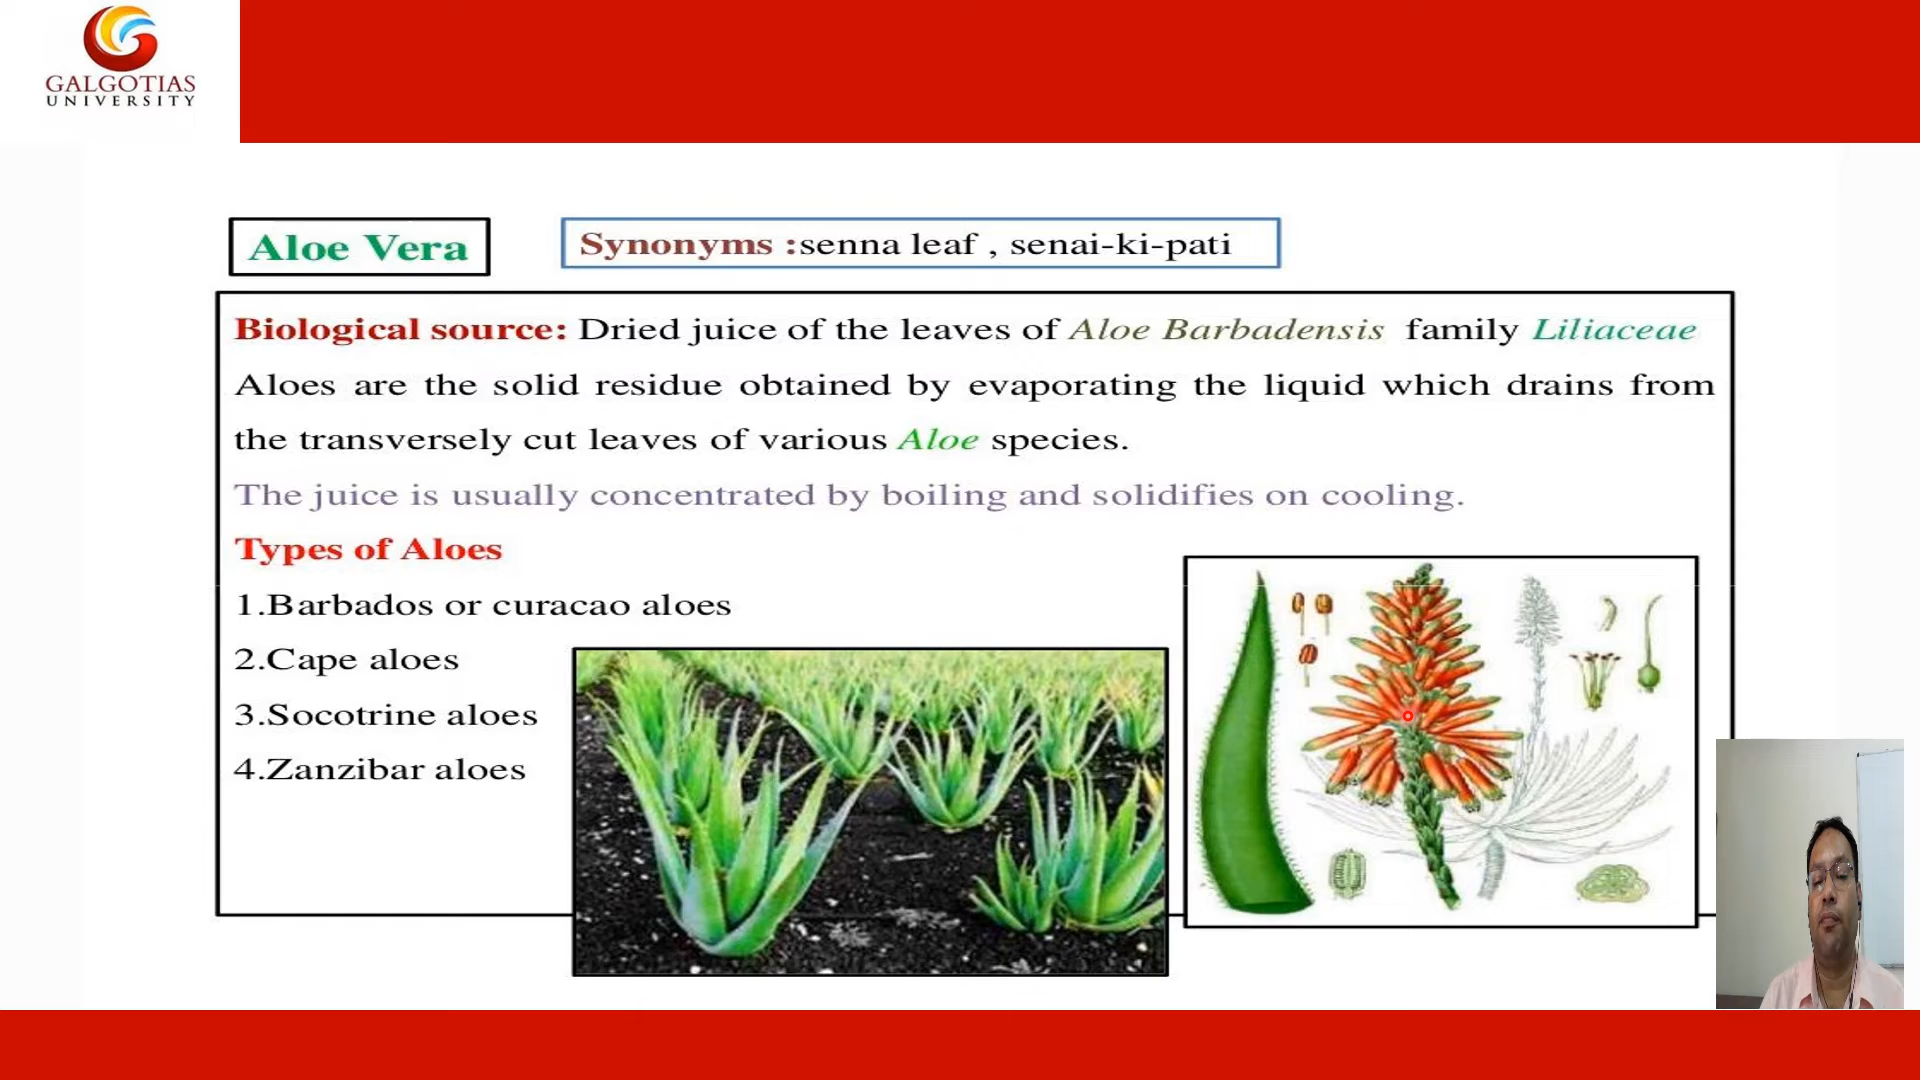 GALGOTIAS
UNIVERSITY
Aloe Vera
Synonyms :senna leaf , senai-ki-pati
Biological source: Dried juice of the leaves of Aloe Barbadensis family Liliaceae
Aloes are the solid residue obtained by evaporating the liquid which drains from
the transversely cut leaves of various Aloe species.
The juice is usually concentrated by boiling and solidifies on cooling.
Types of Aloes
1.Barbados or curacao aloes
2.Cape aloes
3.Socotrine aloes
4.Zanzibar aloes